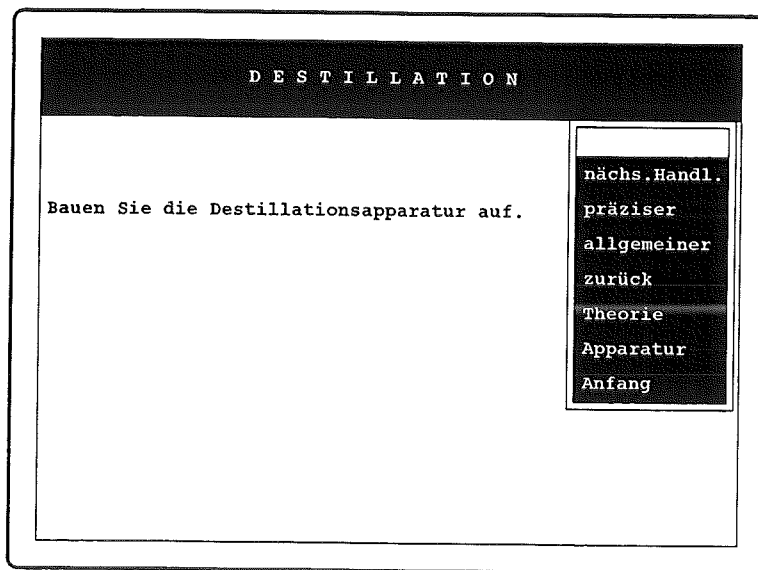 DESTILLATION
Bauen Sie die Destillationsapparatur auf.
nächs.Handl.
präziser
allgemeiner
zurück
Theorie
Apparatur
Anfang